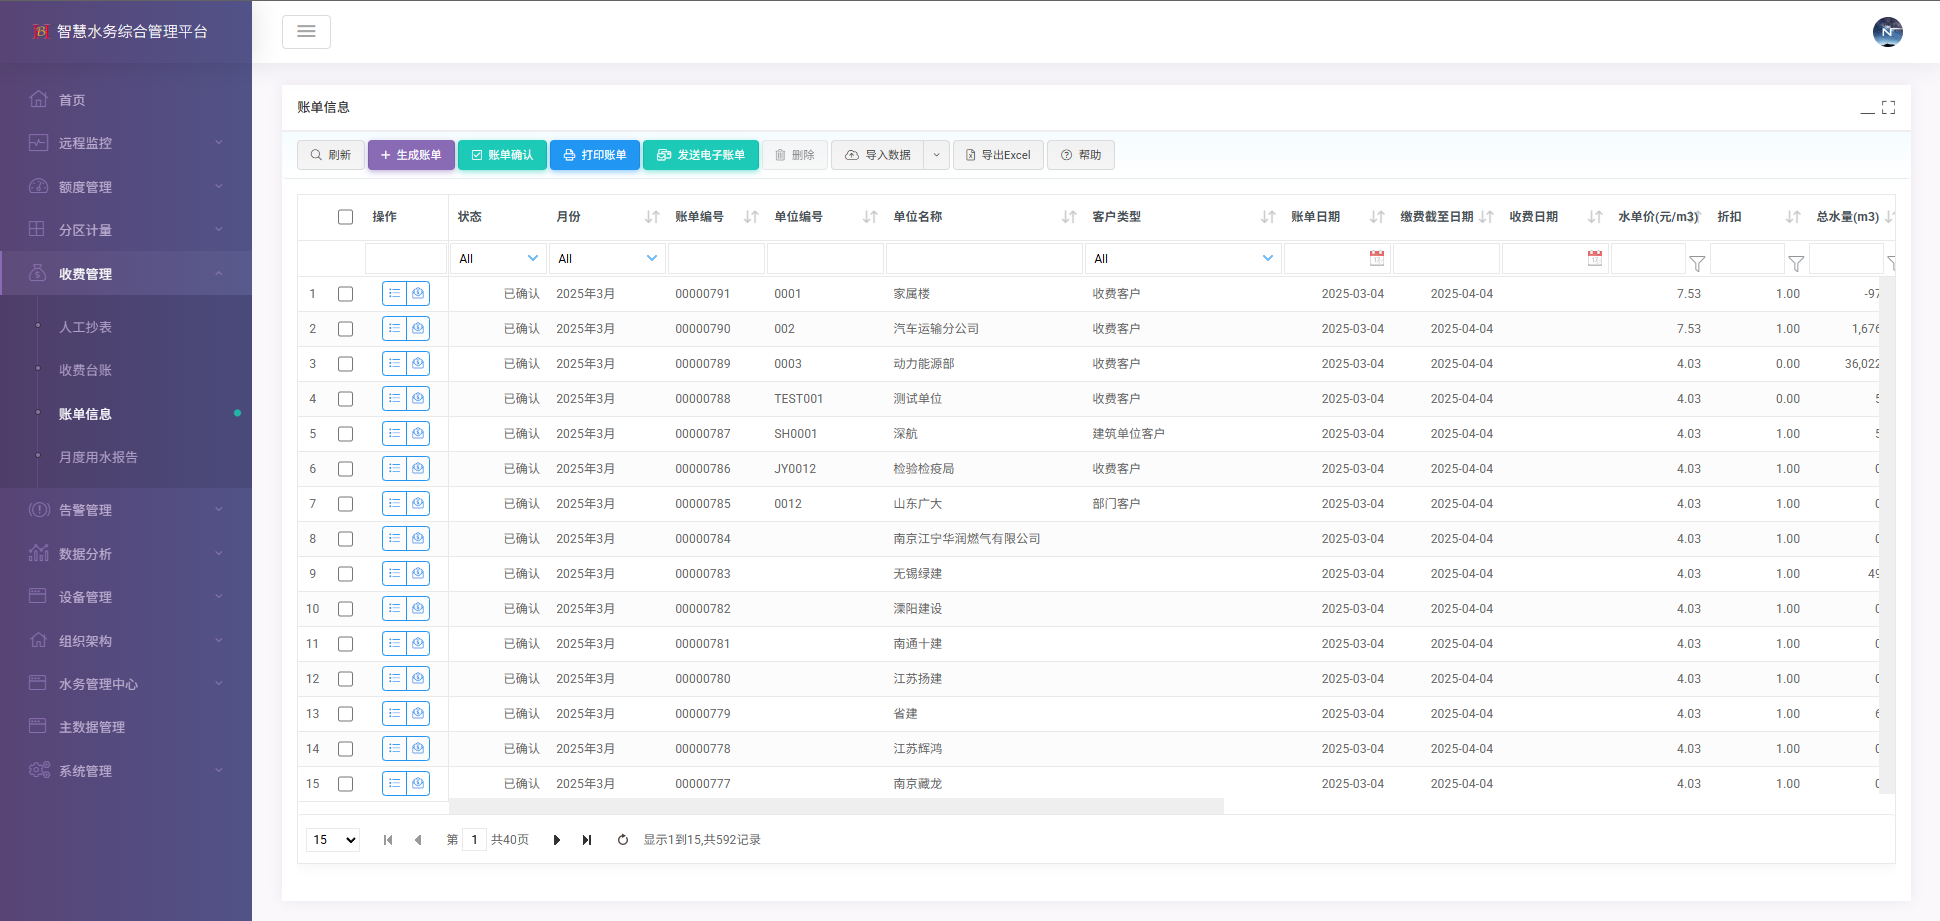 智慧水务综合管理平台
首页
远程监控
额度管理
分区计量
收费管理
人工抄表
收费台账
账单信息
月度用水报告
告警管理
数据分析
设备管理
组织架构
水务管理中心
主数据管理
系统管理
账单信息
刷新 生成账单 账单确认 打印账单 发送电子账单 删除 导入数据 导出Excel 帮助
操作 状态 月份 账单编号 单位编号 单位名称 客户类型 账单日期 缴费截至日期 收费日期 水单价(元/m3) 折扣 总水量(m3)
All All All
1 已确认 2025年3月 00000791 0001 家属楼 收费客户 2025-03-04 2025-04-04 7.53 1.00 -97
2 已确认 2025年3月 00000790 002 汽车运输分公司 收费客户 2025-03-04 2025-04-04 7.53 1.00 1,676
3 已确认 2025年3月 00000789 0003 动力能源部 收费客户 2025-03-04 2025-04-04 4.03 0.00 36,022
4 已确认 2025年3月 00000788 TEST001 测试单位 收费客户 2025-03-04 2025-04-04 4.03 0.00
5 已确认 2025年3月 00000787 SH0001 深航 建筑单位客户 2025-03-04 2025-04-04 4.03 1.00
6 已确认 2025年3月 00000786 JY0012 检验检疫局 收费客户 2025-03-04 2025-04-04 4.03 1.00
7 已确认 2025年3月 00000785 0012 山东广大 部门客户 2025-03-04 2025-04-04 4.03 1.00
8 已确认 2025年3月 00000784 南京江宁华润燃气有限公司 2025-03-04 2025-04-04 4.03 1.00
9 已确认 2025年3月 00000783 无锡绿建 2025-03-04 2025-04-04 4.03 1.00 49
10 已确认 2025年3月 00000782 溧阳建设 2025-03-04 2025-04-04 4.03 1.00
11 已确认 2025年3月 00000781 南通十建 2025-03-04 2025-04-04 4.03 1.00
12 已确认 2025年3月 00000780 江苏扬建 2025-03-04 2025-04-04 4.03 1.00
13 已确认 2025年3月 00000779 省建 2025-03-04 2025-04-04 4.03 1.00
14 已确认 2025年3月 00000778 江苏辉鸿 2025-03-04 2025-04-04 4.03 1.00
15 已确认 2025年3月 00000777 南京藏龙 2025-03-04 2025-04-04 4.03 1.00
15 第 1 共40页 显示1到15,共592记录